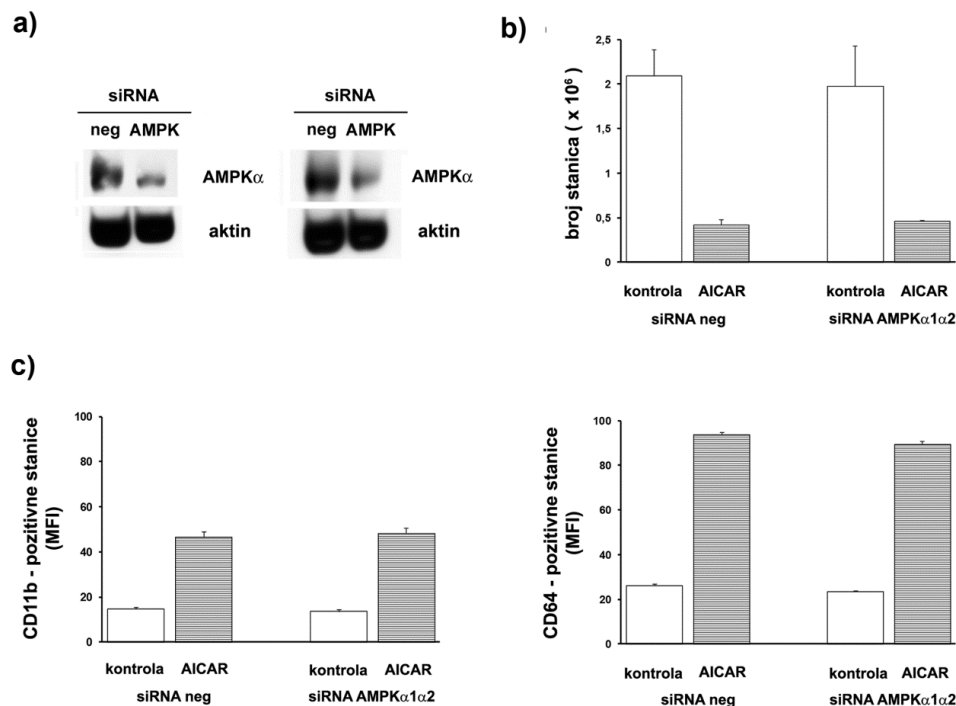 a)
siRNA
neg AMPK
AMPKα
aktin
siRNA
neg AMPK
AMPKα
aktin
b)
broj stanica ( x 10⁶)
2,5
2
1,5
1
0,5
0
kontrola AICAR kontrola AICAR
siRNA neg siRNA AMPKα1α2
c)
CD11b - pozitivne stanice
(MFI)
100
80
60
40
20
0
kontrola AICAR kontrola AICAR
siRNA neg siRNA AMPKα1α2
CD64 - pozitivne stanice
(MFI)
100
80
60
40
20
0
kontrola AICAR kontrola AICAR
siRNA neg siRNA AMPKα1α2